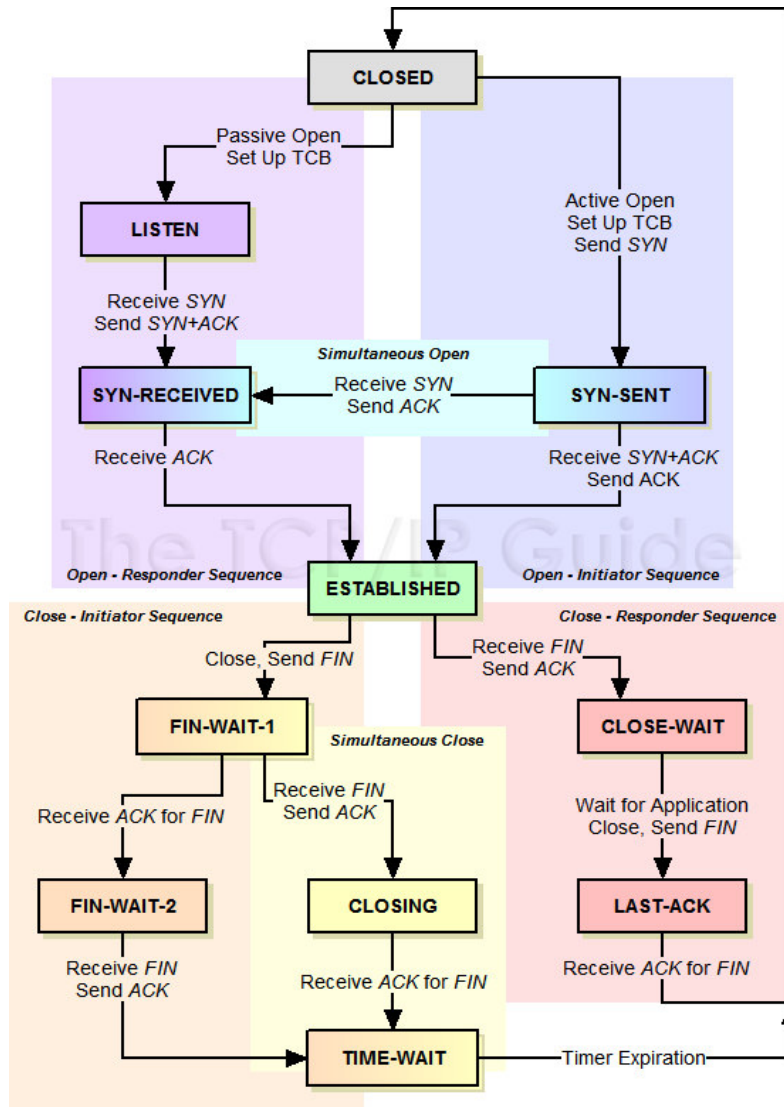 CLOSED
Passive Open
Set Up TCB
Active Open
Set Up TCB
Send SYN
LISTEN
Receive SYN
Send SYN+ACK
Simultaneous Open
SYN-RECEIVED
Receive SYN
Send ACK
SYN-SENT
Receive ACK
Receive SYN+ACK
Send ACK
The TCP/IP Guide
Open - Responder Sequence
ESTABLISHED
Open - Initiator Sequence
Close - Initiator Sequence
Close - Responder Sequence
Close, Send FIN
Receive FIN
Send ACK
FIN-WAIT-1
Simultaneous Close
CLOSE-WAIT
Receive ACK for FIN
Receive FIN
Send ACK
Wait for Application
Close, Send FIN
FIN-WAIT-2
CLOSING
LAST-ACK
Receive FIN
Send ACK
Receive ACK for FIN
Receive ACK for FIN
TIME-WAIT
Timer Expiration